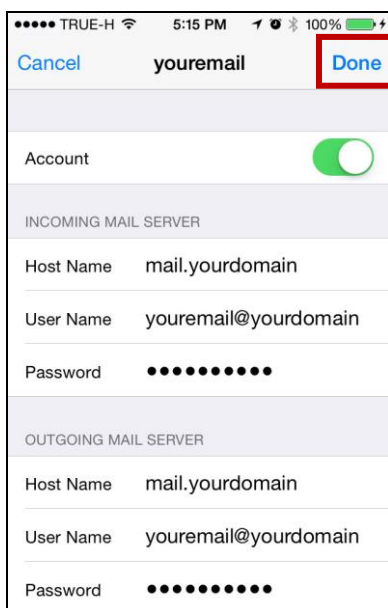 ●●●●● TRUE-H 5:15 PM 100%
Cancel youremail Done
Account
INCOMING MAIL SERVER
Host Name mail.yourdomain
User Name youremail@yourdomain
Password ●●●●●●●●●●
OUTGOING MAIL SERVER
Host Name mail.yourdomain
User Name youremail@yourdomain
Password ●●●●●●●●●●